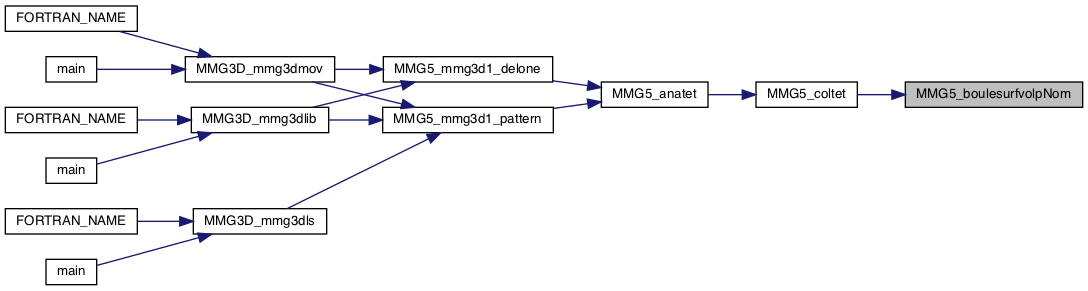 FORTRAN_NAME
main
MMG3D_mmg3dmov
MMG5_mmg3d1_delone
MMG5_anatet
MMG5_coltet
MMG5_boulesurfvolpNom
FORTRAN_NAME
MMG3D_mmg3dlib
MMG5_mmg3d1_pattern
main
FORTRAN_NAME
MMG3D_mmg3dls
main